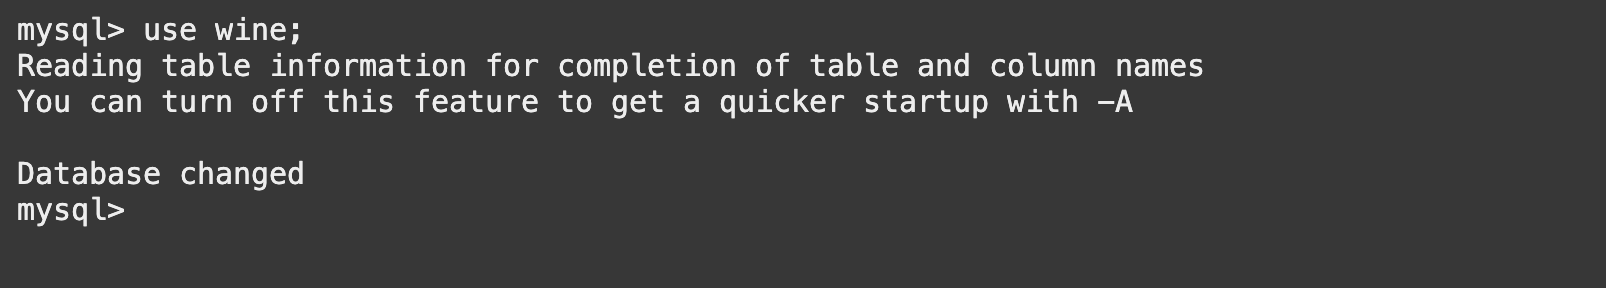 mysql> use wine;
Reading table information for completion of table and column names
You can turn off this feature to get a quicker startup with -A
Database changed
mysql>